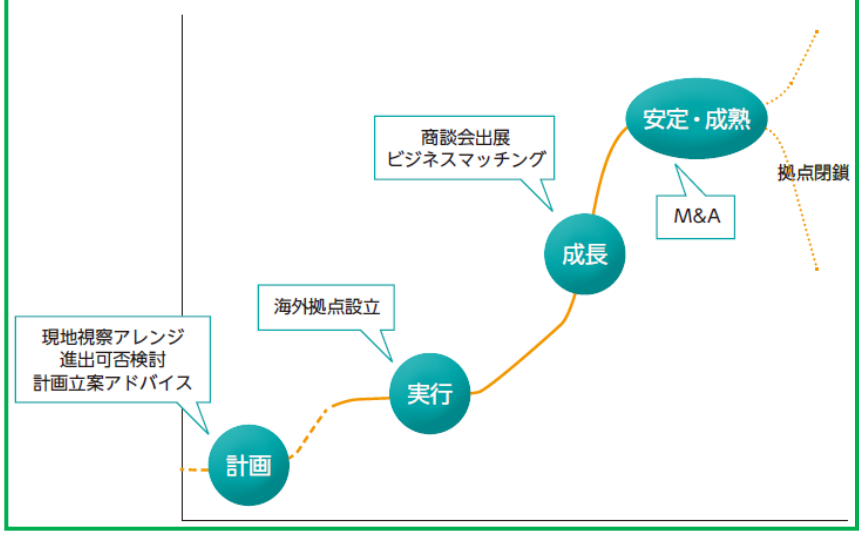 商談会出展
ビジネスマッチング
安定・成熟
拠点閉鎖
M&A
成長
海外拠点設立
現地視察アレンジ
進出可否検討
計画立案アドバイス
実行
計画